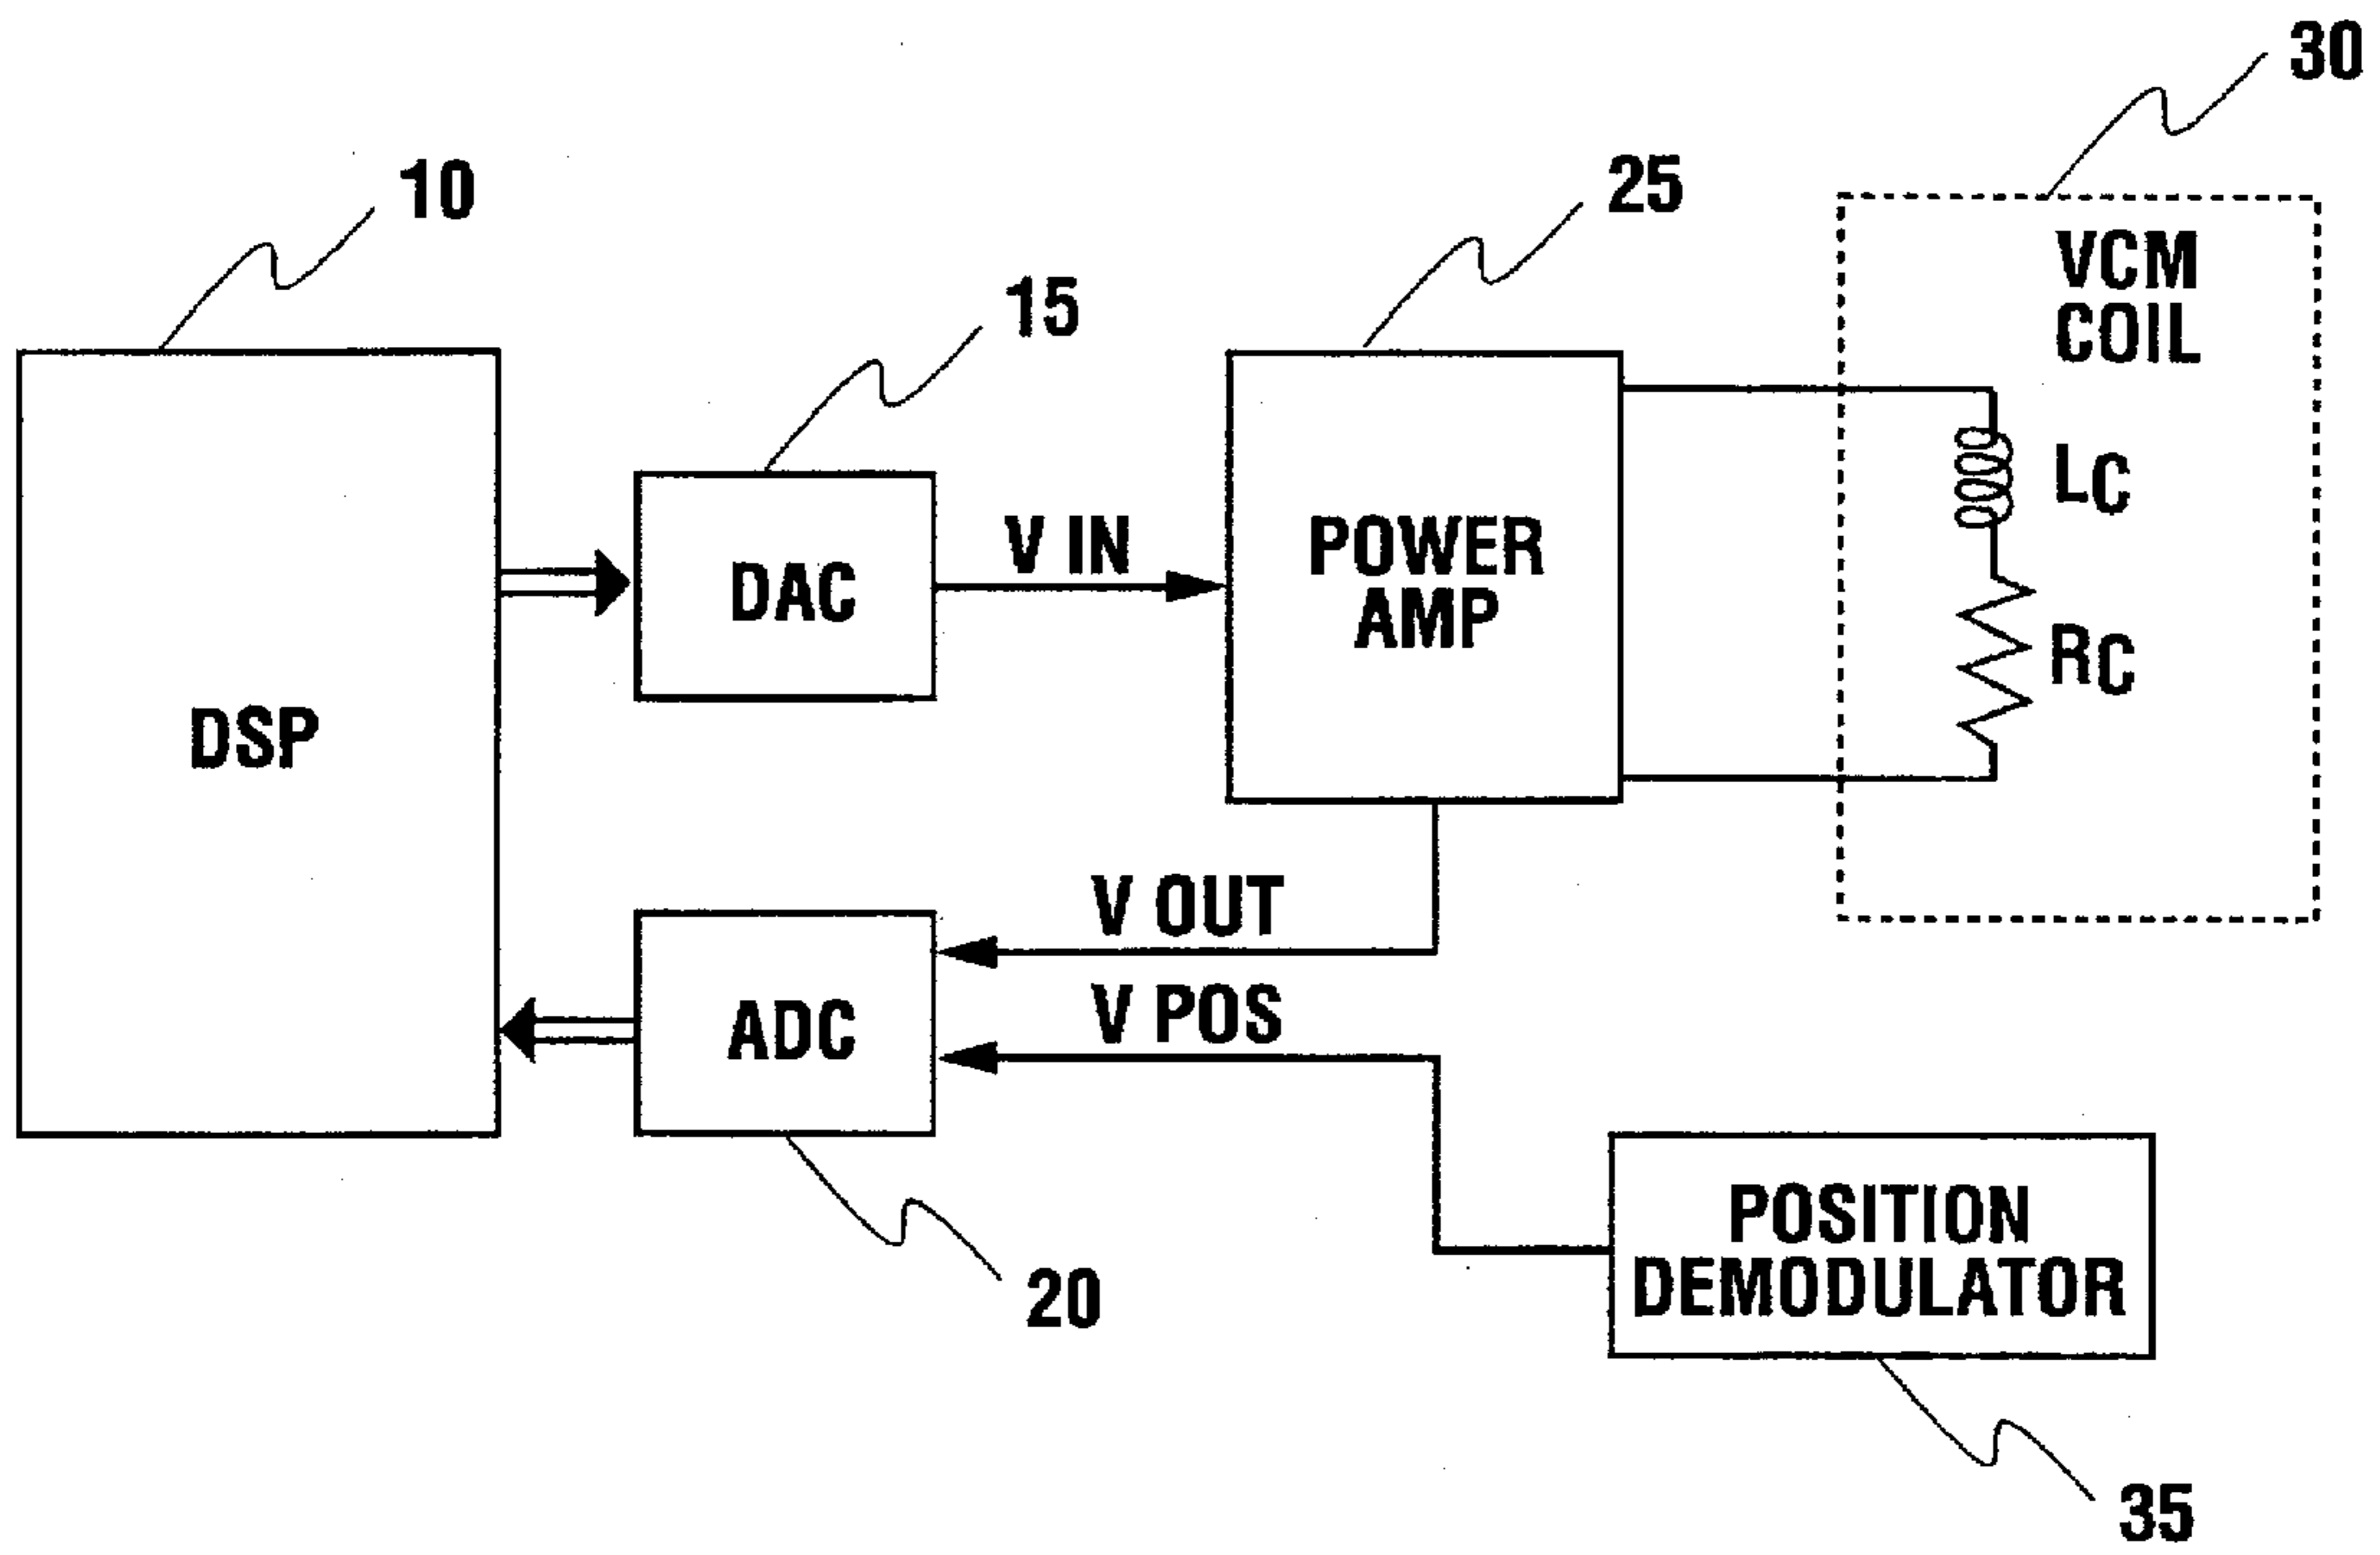 30
10
25
15
VCM
COIL
LC
V IN
POWER
AMP
DAC
RC
DSP
V OUT
V POS
ADC
POSITION
DEMODULATOR
20
35